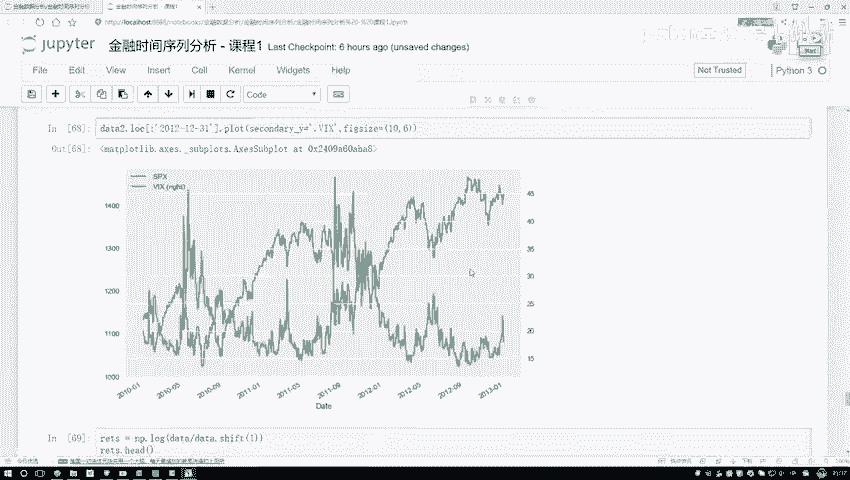 jupyter 金融时间序列分析 - 课程1 Last Checkpoint: 6 hours ago (unsaved changes)
File Edit View Insert Cell Kernel Widgets Help
Not Trusted
Python 3
Code
In [68]: data2.loc[:'2012-12-31'].plot(secondary_y='.VIX',figsize=(10,6))
Out[68]: <matplotlib.axes._subplots.AxesSubplot at 0x2409a60aba8>
.SPX
.VIX (right)
1400
1300
1200
1100
1000
45
40
35
30
25
20
15
2010-01 2010-05 2010-09 2011-01 2011-05 2011-09 2012-01 2012-05 2012-09 2013-01
Date
In [69]: rets = np.log(data/data.shift(1))
rets.head()